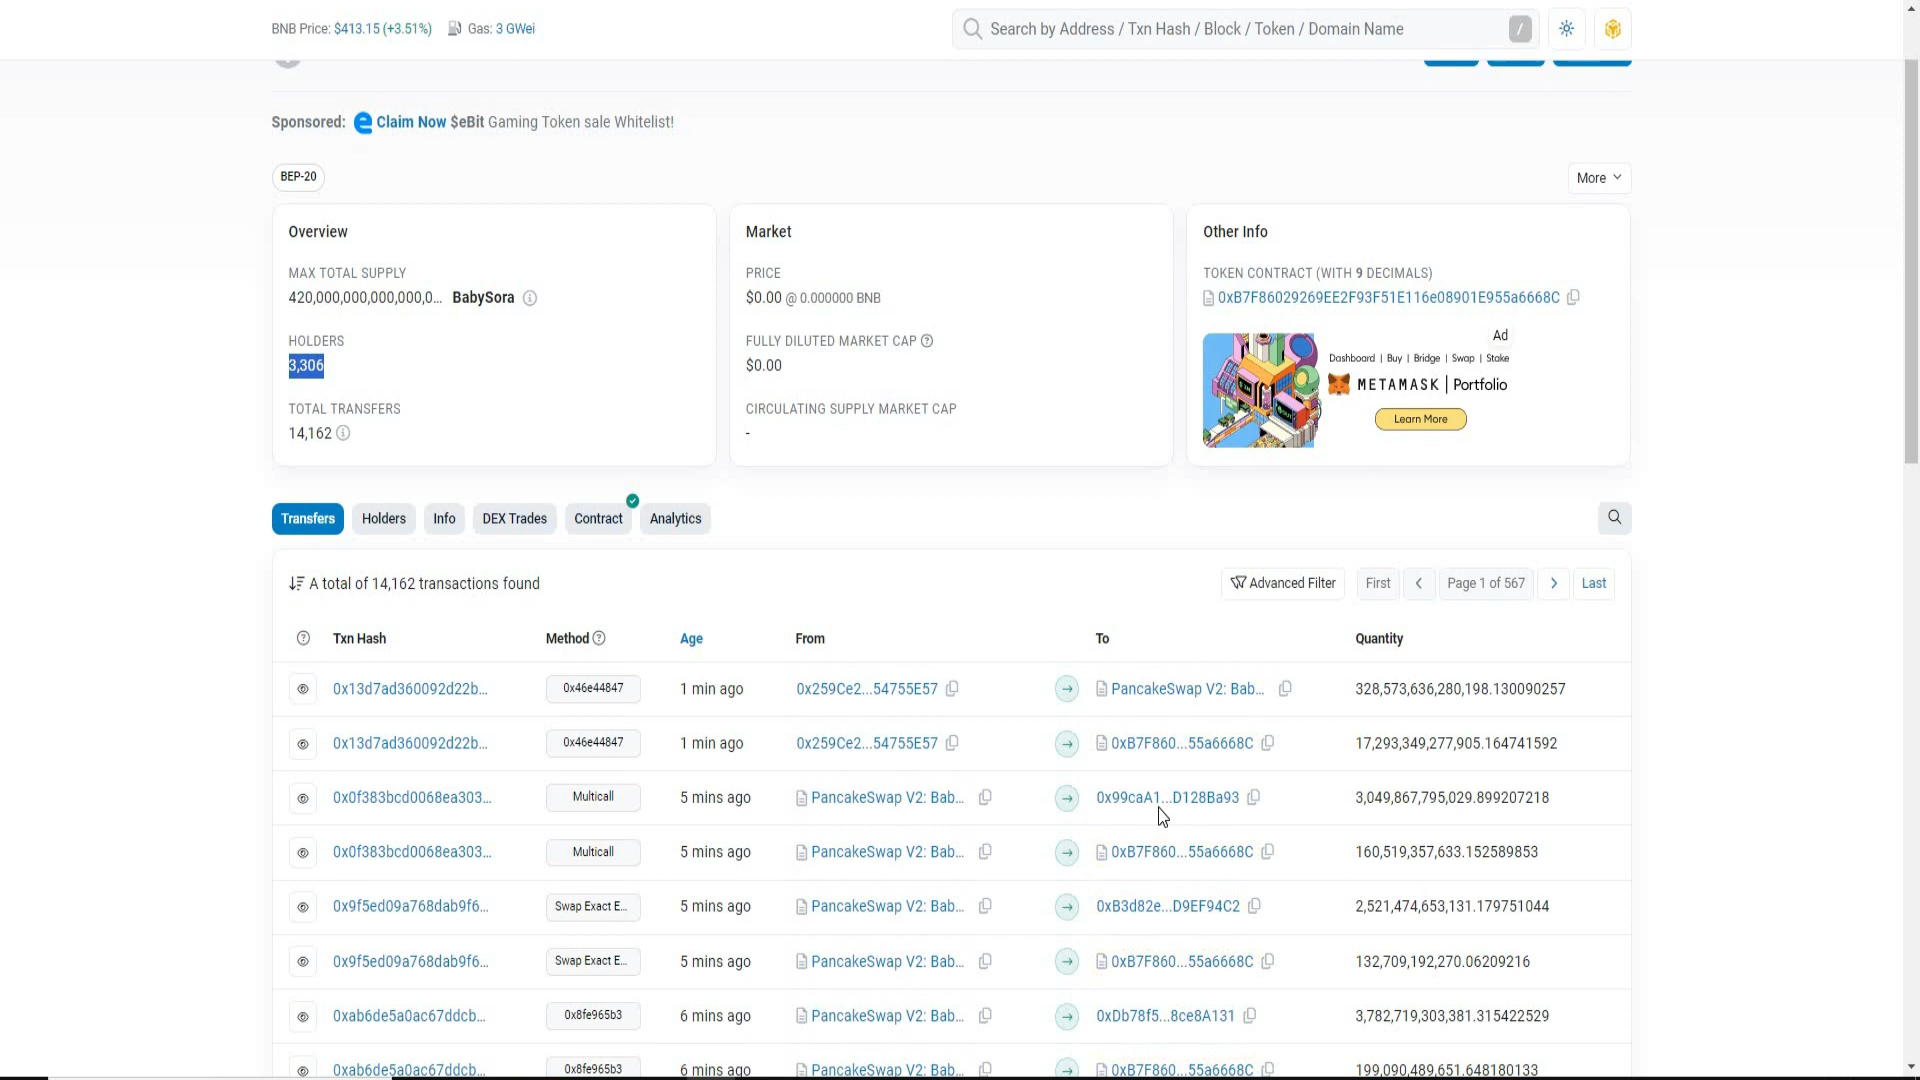 BNB Price: $413.15 (+3.51%) Gas: 3 GWei
Search by Address / Txn Hash / Block / Token / Domain Name /
Sponsored: Claim Now $eBit Gaming Token sale Whitelist!
BEP-20
More
Overview
MAX TOTAL SUPPLY
420,000,000,000,000,0... BabySora
HOLDERS
3,306
TOTAL TRANSFERS
14,162
Market
PRICE
$0.00 @ 0.000000 BNB
FULLY DILUTED MARKET CAP
$0.00
CIRCULATING SUPPLY MARKET CAP
-
Other Info
TOKEN CONTRACT (WITH 9 DECIMALS)
0xB7F86029269EE2F93F51E116e08901E955a6668C
Ad
Dashboard | Buy | Bridge | Swap | Stake
METAMASK | Portfolio
Learn More
Transfers Holders Info DEX Trades Contract Analytics
A total of 14,162 transactions found
Advanced Filter First Page 1 of 567 Last
Txn Hash Method Age From To Quantity
0x13d7ad360092d22b... 0x46e44847 1 min ago 0x259Ce2...54755E57 PancakeSwap V2: Bab... 328,573,636,280,198.130090257
0x13d7ad360092d22b... 0x46e44847 1 min ago 0x259Ce2...54755E57 0xB7F860...55a6668C 17,293,349,277,905.164741592
0x0f383bcd0068ea303... Multicall 5 mins ago PancakeSwap V2: Bab... 0x99caA1...D128Ba93 3,049,867,795,029.899207218
0x0f383bcd0068ea303... Multicall 5 mins ago PancakeSwap V2: Bab... 0xB7F860...55a6668C 160,519,357,633.152589853
0x9f5ed09a768dab9f6... Swap Exact E... 5 mins ago PancakeSwap V2: Bab... 0xB3d82e...D9EF94C2 2,521,474,653,131.179751044
0x9f5ed09a768dab9f6... Swap Exact E... 5 mins ago PancakeSwap V2: Bab... 0xB7F860...55a6668C 132,709,192,270.06209216
0xab6de5a0ac67ddcb... 0x8fe965b3 6 mins ago PancakeSwap V2: Bab... 0xDb78f5...8ce8A131 3,782,719,303,381.315422529
0xab6de5a0ac67ddcb... 0x8fe965b3 6 mins ago PancakeSwap V2: Bab... 0xB7F860...55a6668C 199,090,489,651.648180133